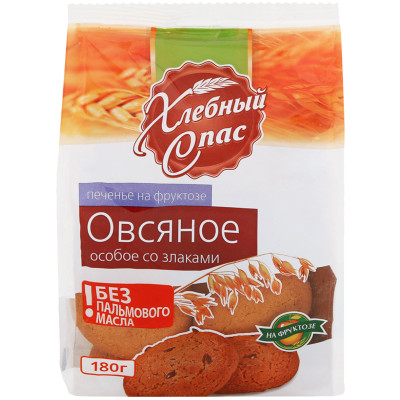 Хлебный
Спас
печенье на фруктозе
Овсяное
особое со злаками
! БЕЗ
ПАЛЬМОВОГО
МАСЛА
НА ФРУКТОЗЕ
180г